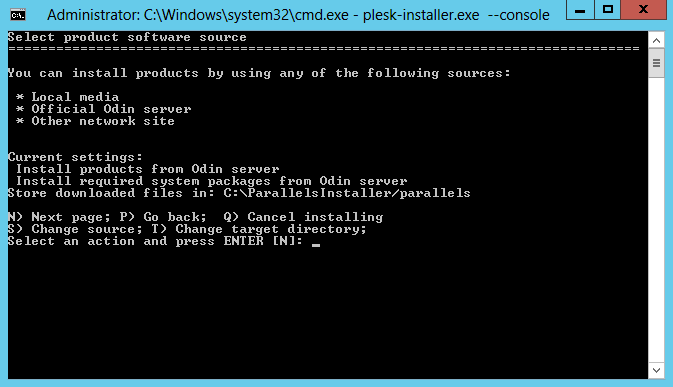 Administrator: C:\Windows\system32\cmd.exe - plesk-installer.exe --console
Select product software source
===============================================================================
You can install products by using any of the following sources:
* Local media
* Official Odin server
* Other network site
Current settings:
Install products from Odin server
Install required system packages from Odin server
Store downloaded files in: C:\ParallelsInstaller/parallels
N) Next page; P) Go back;  Q) Cancel installing
S) Change source; T) Change target directory;
Select an action and press ENTER [N]: _